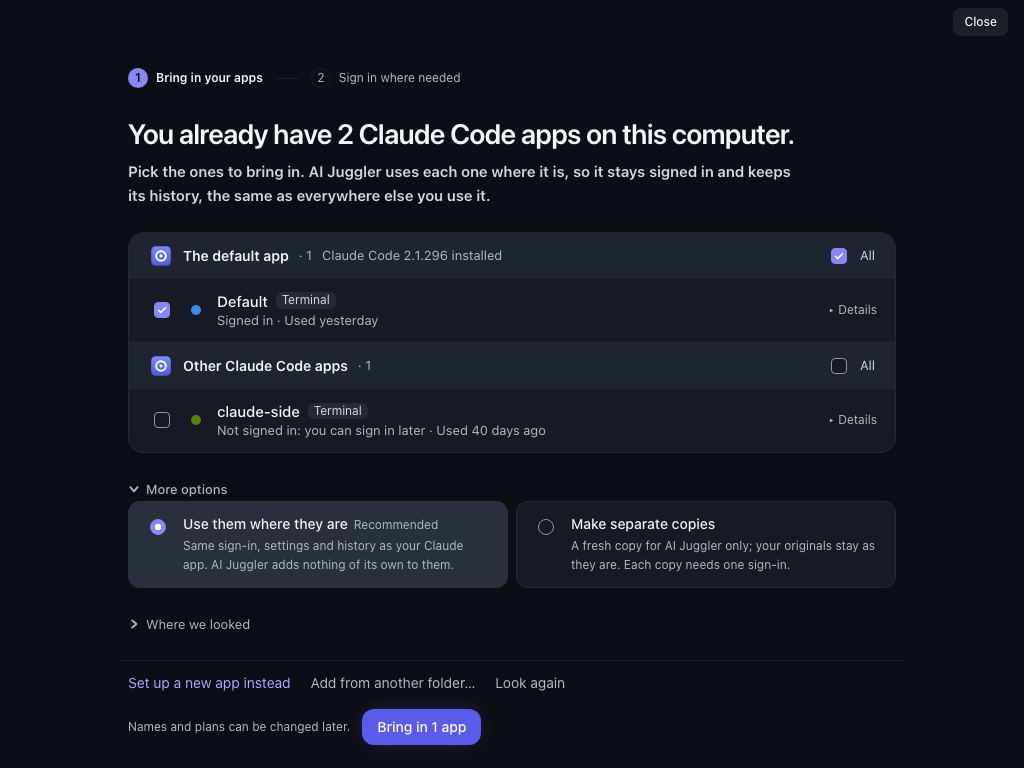 Close
1 Bring in your apps 2 Sign in where needed
You already have 2 Claude Code apps on this computer.
Pick the ones to bring in. AI Juggler uses each one where it is, so it stays signed in and keeps
its history, the same as everywhere else you use it.
The default app · 1 Claude Code 2.1.296 installed All
Default Terminal
Signed in · Used yesterday
Details
Other Claude Code apps · 1 All
claude-side Terminal
Not signed in: you can sign in later · Used 40 days ago
Details
More options
Use them where they are Recommended
Same sign-in, settings and history as your Claude
app. AI Juggler adds nothing of its own to them.
Make separate copies
A fresh copy for AI Juggler only; your originals stay as
they are. Each copy needs one sign-in.
Where we looked
Set up a new app instead Add from another folder... Look again
Names and plans can be changed later. Bring in 1 app